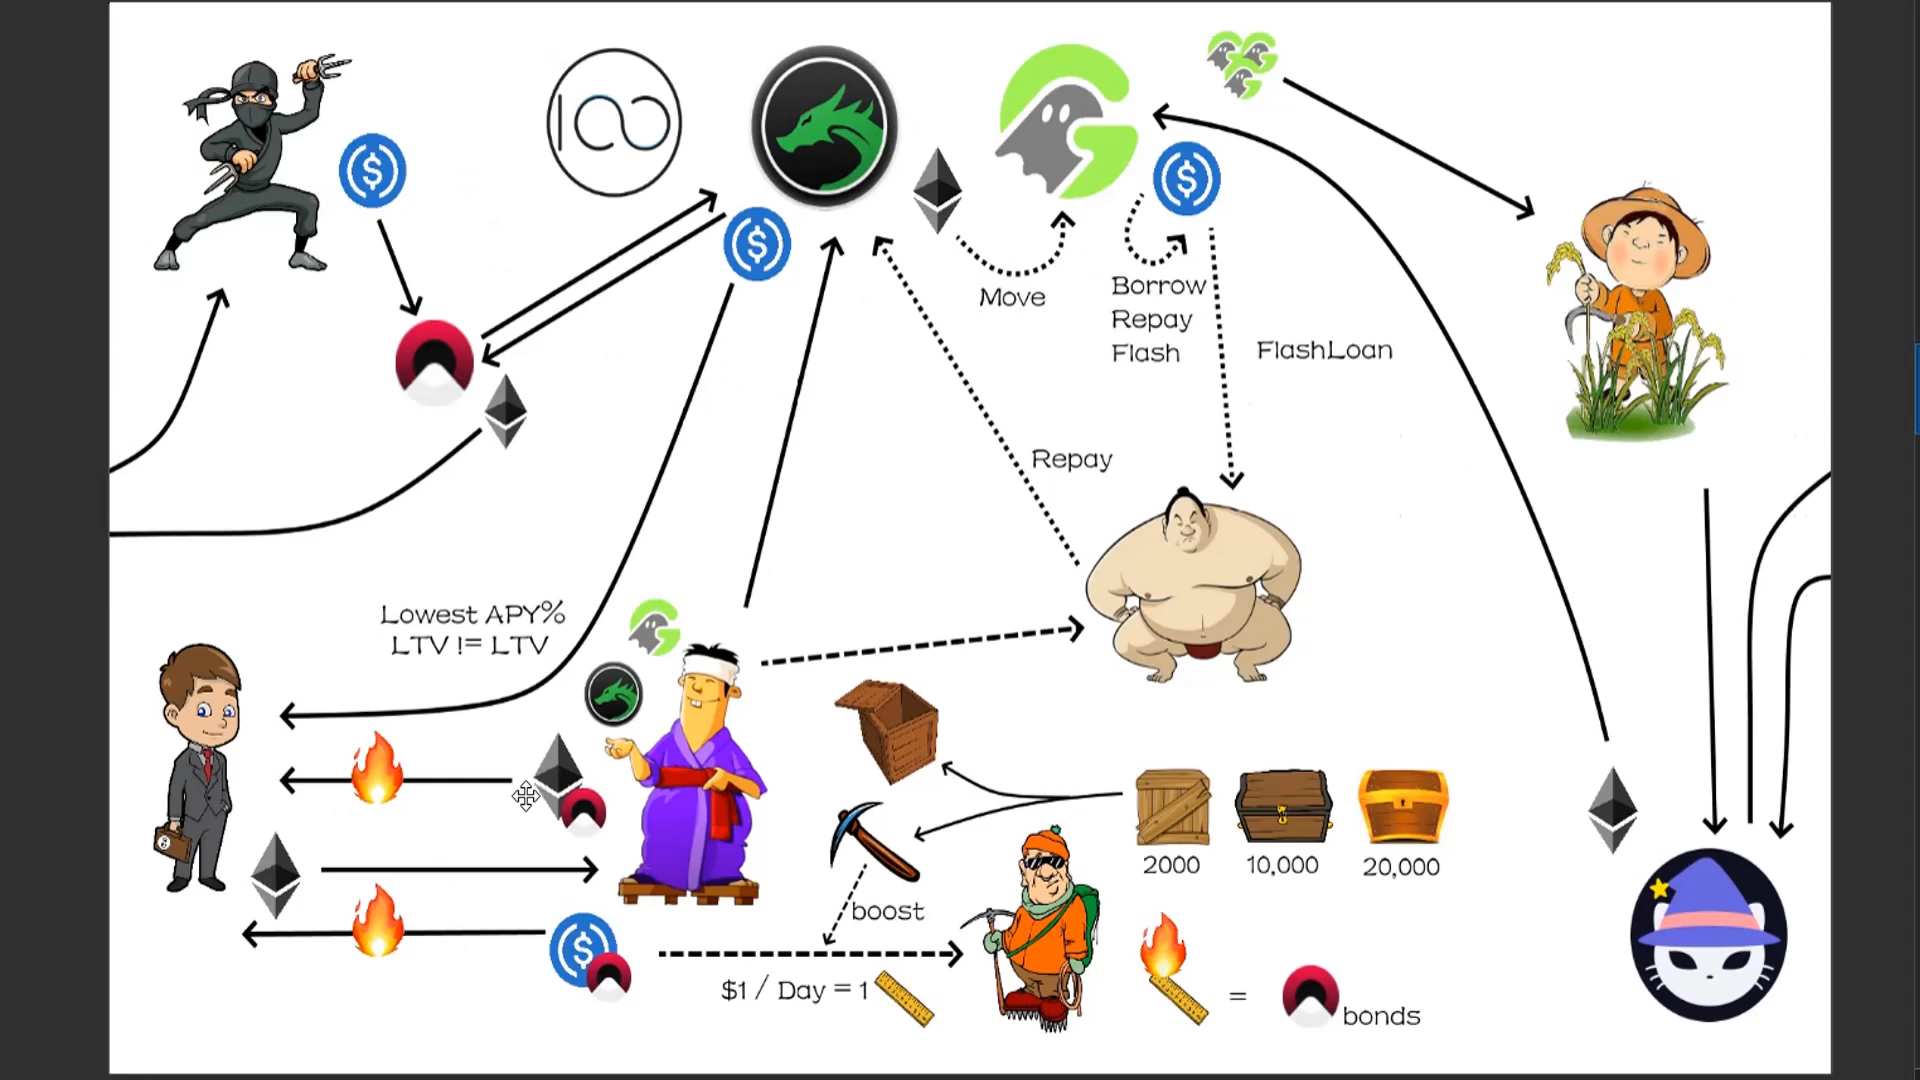 Move
Borrow
Repay
Flash
FlashLoan
Repay
Lowest APY%
LTV != LTV
2000
10,000
20,000
boost
$1 / Day = 1
=
bonds